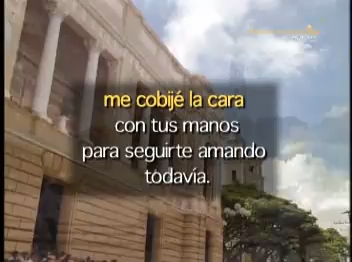 me cobijé la cara
con tus manos
para seguirte amando
todavía.